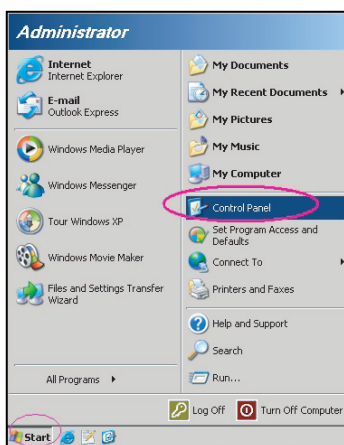 Administrator
Internet
Internet Explorer
E-mail
Outlook Express
Windows Media Player
Windows Messenger
Tour Windows XP
Windows Movie Maker
Files and Settings Transfer
Wizard
All Programs
My Documents
My Recent Documents
My Pictures
My Music
My Computer
Control Panel
Set Program Access and
Defaults
Connect To
Printers and Faxes
Help and Support
Search
Run...
Log Off
Turn Off Computer
Start